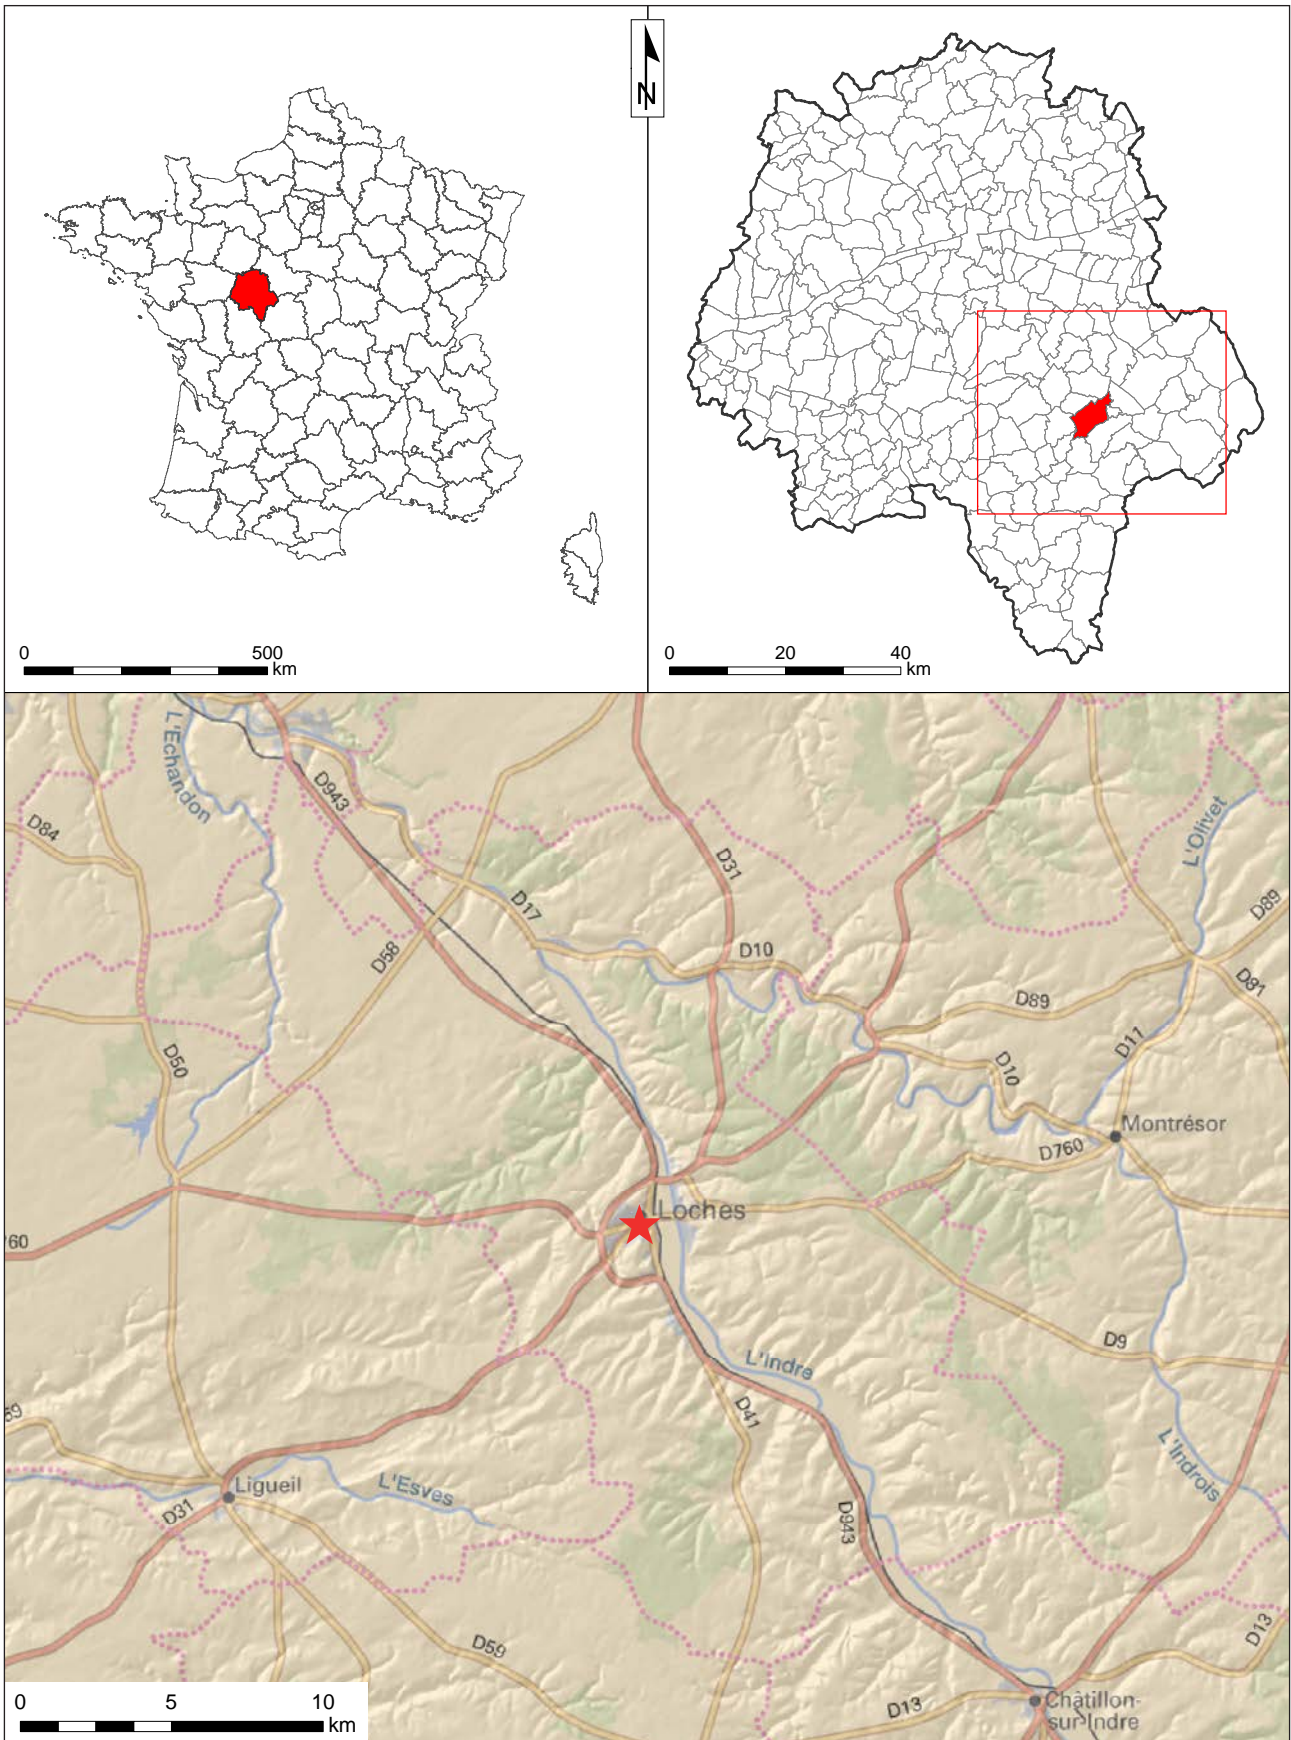 N
0 500 km
0 20 40 km
L'Echandon
D943
D84
D31
L'Olivet
D89
D17
D58
D10
D81
D89
D11
D50
D10
Montrésor
D760
Loches
'60
D9
L'Indre
D41
59
L'Indrois
Ligueil
L'Esves
D31
D943
D59
D13
D13
Châtillon-
sur-Indre
0 5 10
km